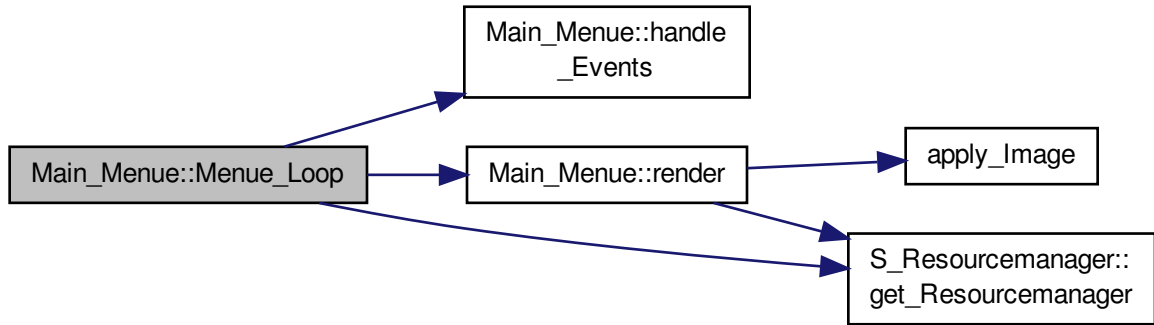 Main_Menue::handle
_Events
Main_Menue::Menue_Loop
Main_Menue::render
apply_Image
S_Resourcemanager::
get_Resourcemanager